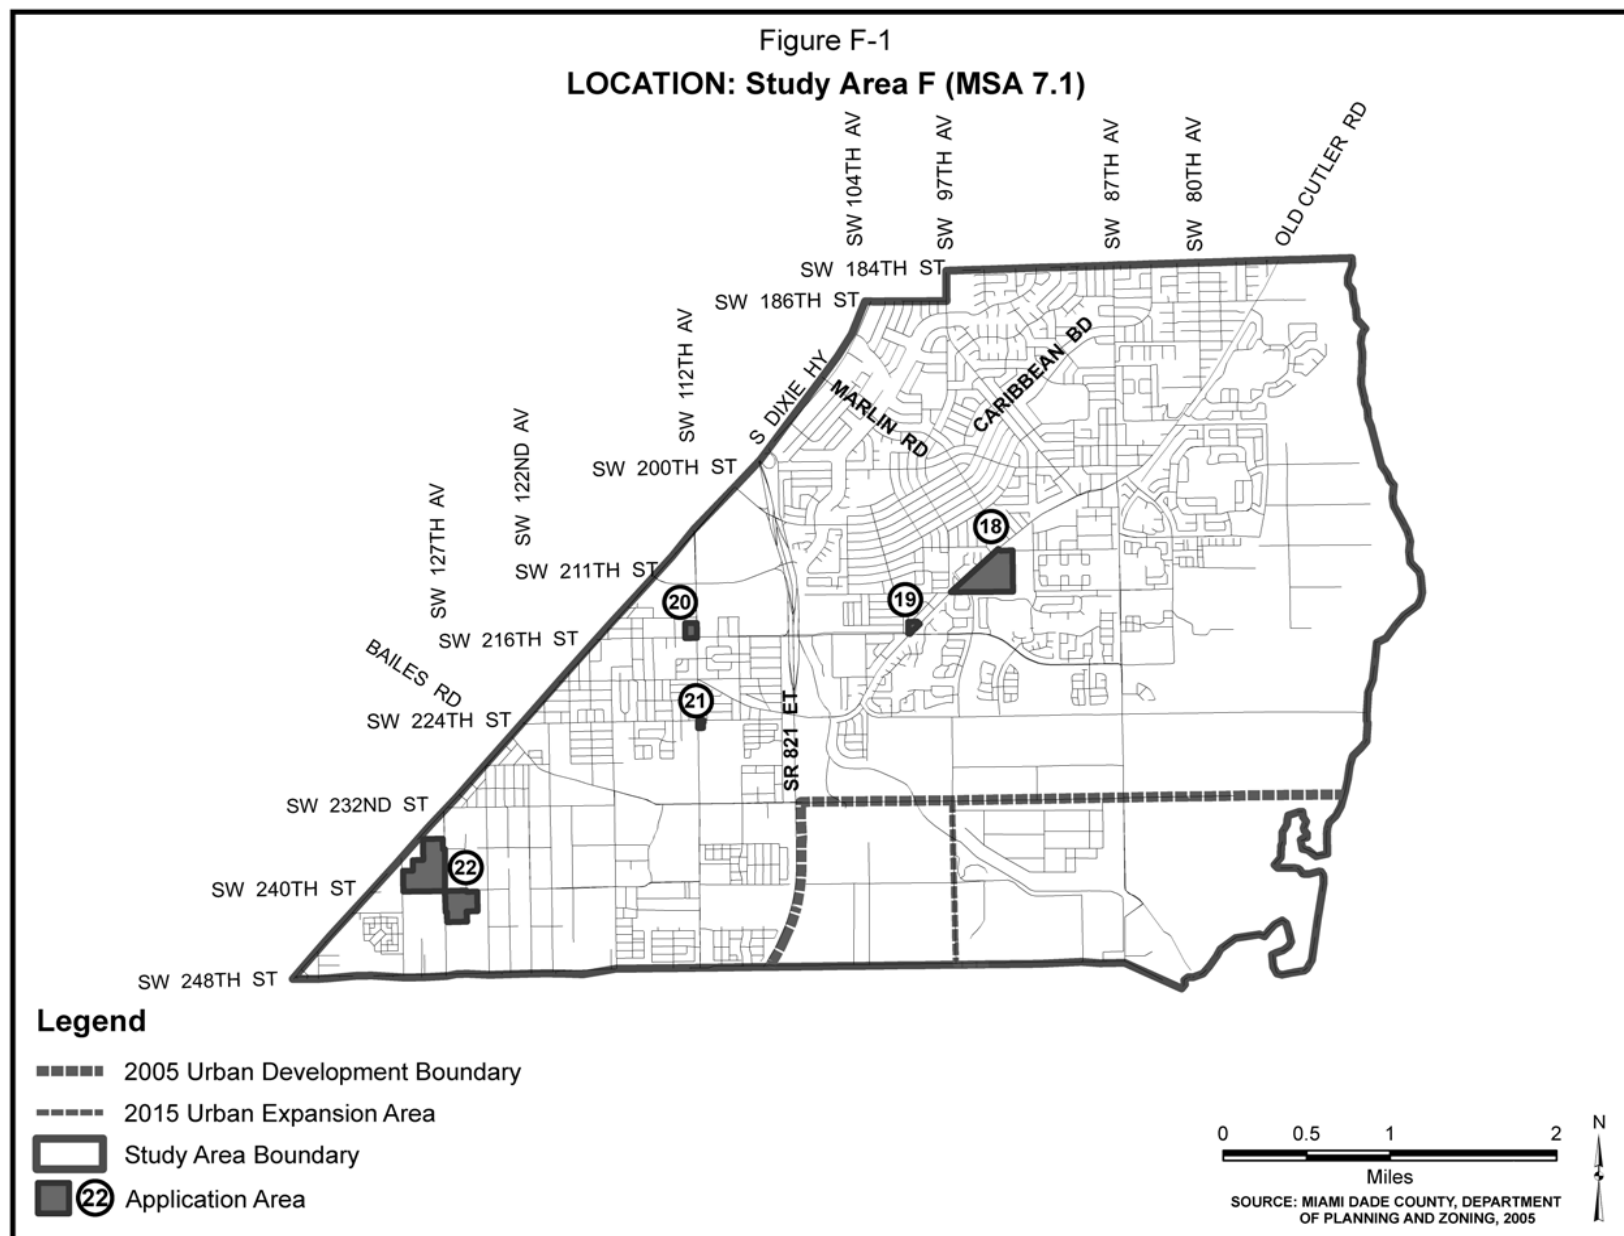 Figure F-1
LOCATION: Study Area F (MSA 7.1)
SW 104TH AV
SW 97TH AV
SW 87TH AV
SW 80TH AV
OLD CUTLER RD
SW 184TH ST
SW 186TH ST
SW 112TH AV
S DIXIE HY
MARLIN RD
CARIBBEAN BD
SW 122ND AV
SW 200TH ST
SW 127TH AV
18
SW 211TH ST
20
19
SW 216TH ST
BAILES RD
21
SW 224TH ST
SR 821 ET
SW 232ND ST
22
SW 240TH ST
SW 248TH ST
Legend
2005 Urban Development Boundary
2015 Urban Expansion Area
Study Area Boundary
22 Application Area
0 0.5 1 2
Miles
N
SOURCE: MIAMI DADE COUNTY, DEPARTMENT
OF PLANNING AND ZONING, 2005